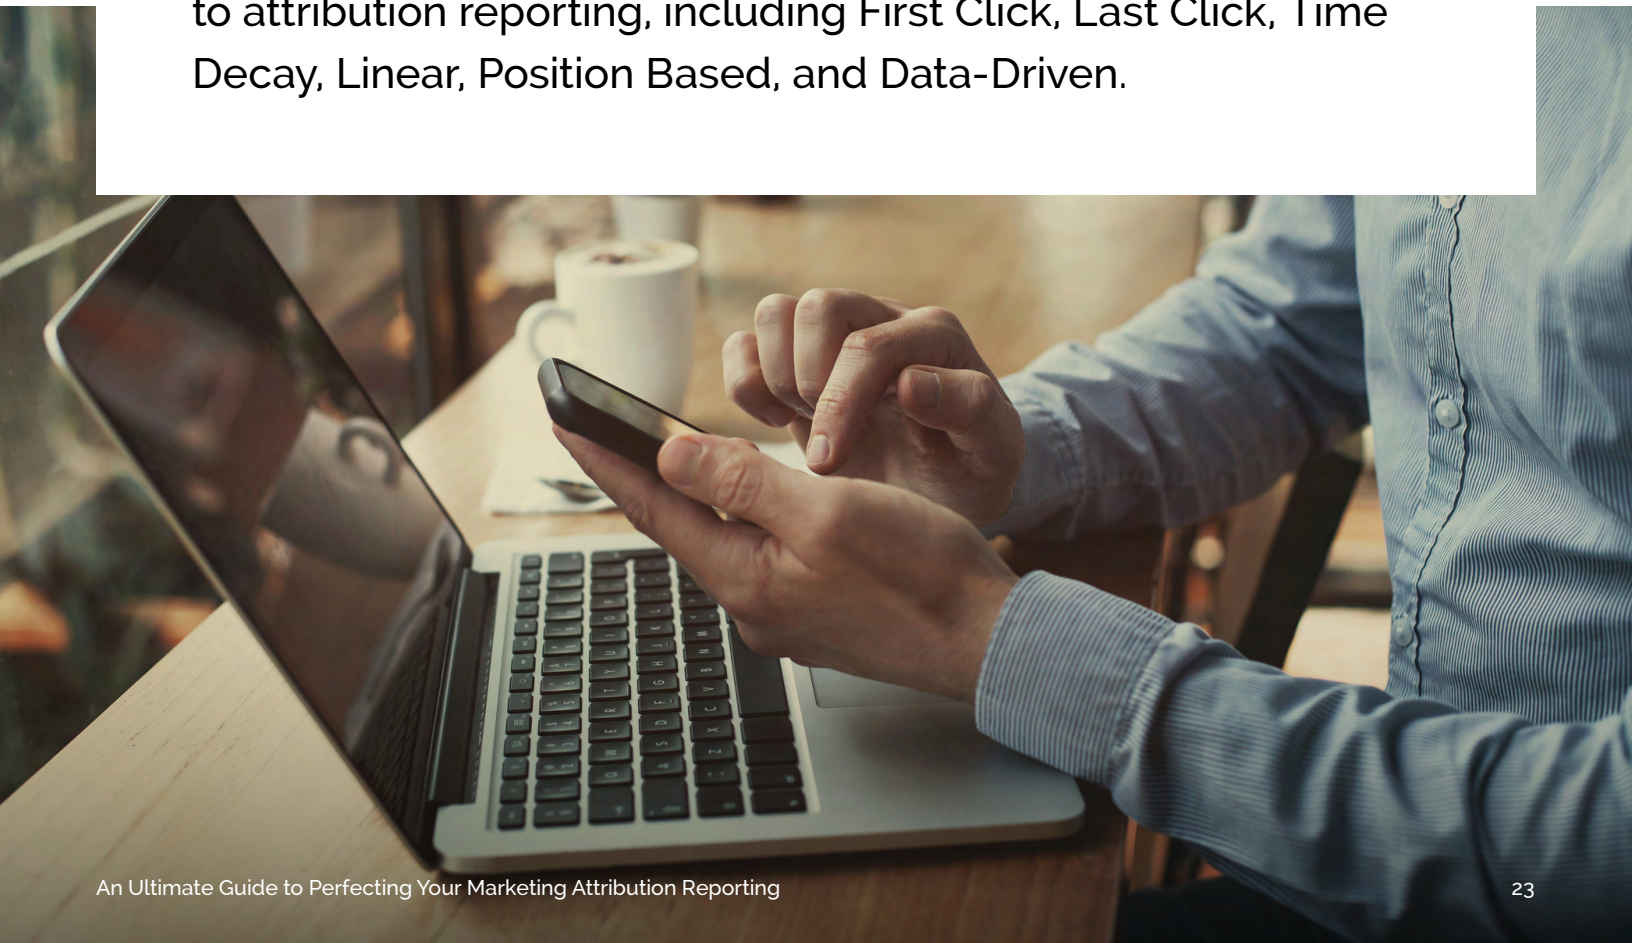 to attribution reporting, including First Click, Last Click, Time
Decay, Linear, Position Based, and Data-Driven.
An Ultimate Guide to Perfecting Your Marketing Attribution Reporting
23